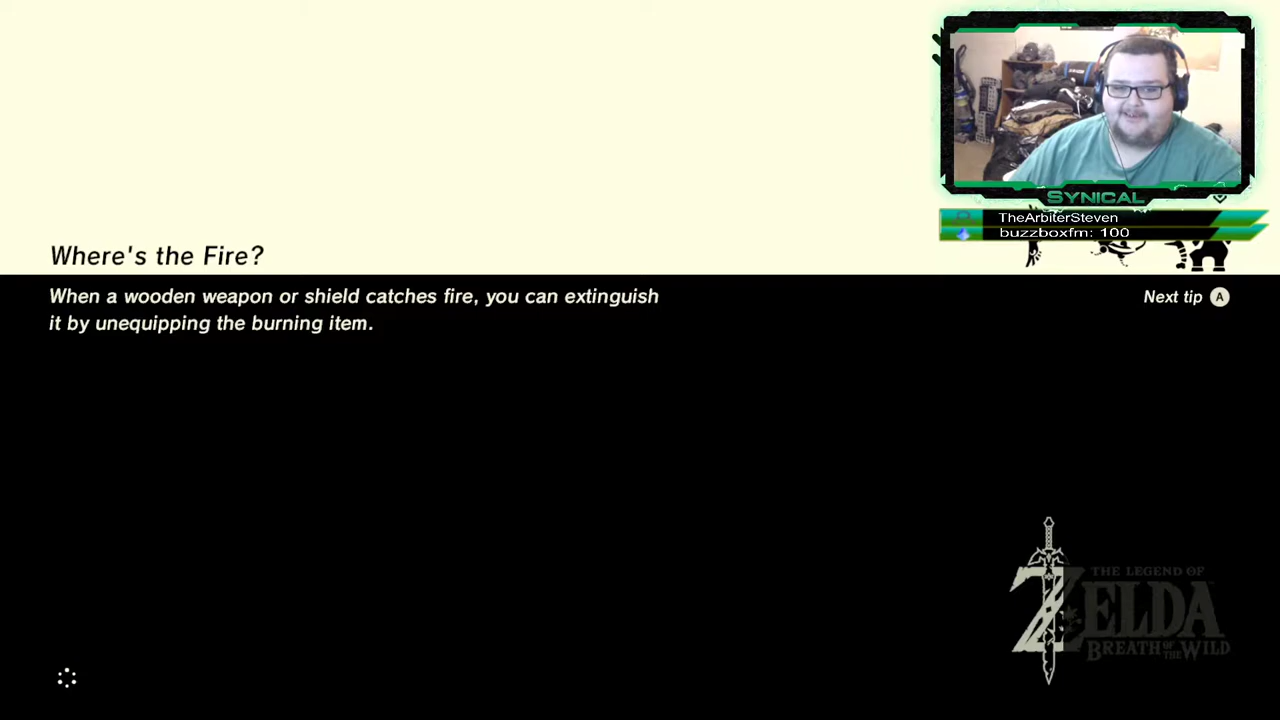 SYNICAL
TheArbiterSteven
buzzboxfm: 100
Where's the Fire?
When a wooden weapon or shield catches fire, you can extinguish
it by unequipping the burning item.
Next tip A
THE LEGEND OF
ZELDA
BREATH OF THE WILD